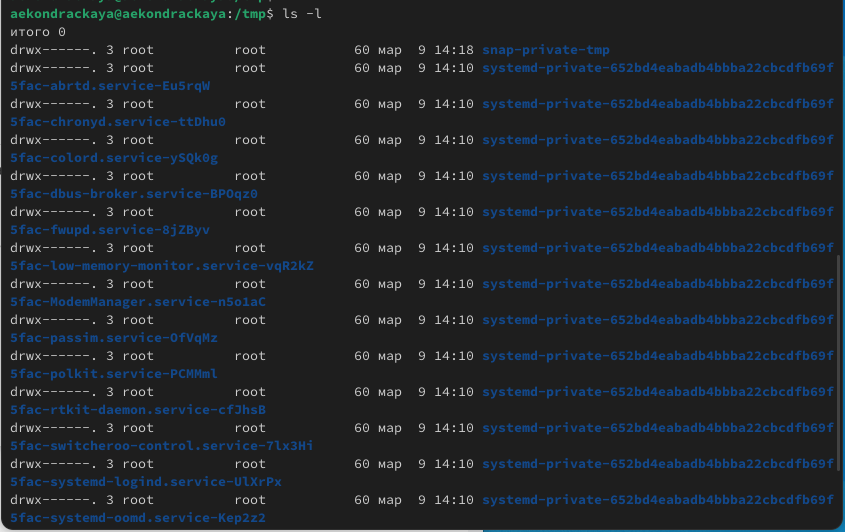 aekondrackaya@aekondrackaya:/tmp$ ls -l
итого 0
drwx------. 3 root          root           60 мар  9 14:18 snap-private-tmp
drwx------. 3 root          root           60 мар  9 14:10 systemd-private-652bd4eabadb4bbba22cbcdfb69f
5fac-abrtd.service-Eu5rqW
drwx------. 3 root          root           60 мар  9 14:10 systemd-private-652bd4eabadb4bbba22cbcdfb69f
5fac-chronyd.service-ttDhu0
drwx------. 3 root          root           60 мар  9 14:10 systemd-private-652bd4eabadb4bbba22cbcdfb69f
5fac-colord.service-ySQk0g
drwx------. 3 root          root           60 мар  9 14:10 systemd-private-652bd4eabadb4bbba22cbcdfb69f
5fac-dbus-broker.service-BPOqz0
drwx------. 3 root          root           60 мар  9 14:10 systemd-private-652bd4eabadb4bbba22cbcdfb69f
5fac-fwupd.service-8jZByv
drwx------. 3 root          root           60 мар  9 14:10 systemd-private-652bd4eabadb4bbba22cbcdfb69f
5fac-low-memory-monitor.service-vqR2kZ
drwx------. 3 root          root           60 мар  9 14:10 systemd-private-652bd4eabadb4bbba22cbcdfb69f
5fac-ModemManager.service-n5o1aC
drwx------. 3 root          root           60 мар  9 14:10 systemd-private-652bd4eabadb4bbba22cbcdfb69f
5fac-passim.service-OfVqMz
drwx------. 3 root          root           60 мар  9 14:10 systemd-private-652bd4eabadb4bbba22cbcdfb69f
5fac-polkit.service-PCMMml
drwx------. 3 root          root           60 мар  9 14:10 systemd-private-652bd4eabadb4bbba22cbcdfb69f
5fac-rtkit-daemon.service-cfJhsB
drwx------. 3 root          root           60 мар  9 14:10 systemd-private-652bd4eabadb4bbba22cbcdfb69f
5fac-switcheroo-control.service-7lx3Hi
drwx------. 3 root          root           60 мар  9 14:10 systemd-private-652bd4eabadb4bbba22cbcdfb69f
5fac-systemd-logind.service-UlXrPx
drwx------. 3 root          root           60 мар  9 14:10 systemd-private-652bd4eabadb4bbba22cbcdfb69f
5fac-systemd-oomd.service-Kep2z2